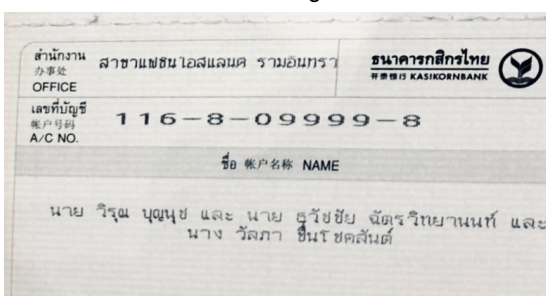 สำนักงาน สาขาแฟชั่นไอส์แลนด์ รามอินทรา
办事处
OFFICE
ธนาคารกสิกรไทย
开泰银行 KASIKORNBANK
เลขที่บัญชี
帐户号码
A/C NO.
116-8-09999-8
ชื่อ 帐户名称 NAME
นาย วิรุณ บุญนุช และ นาย ธวัชชัย ฉัตรวิทยานนท์ และ
นาง วัลภา ชื่นโชคสันต์